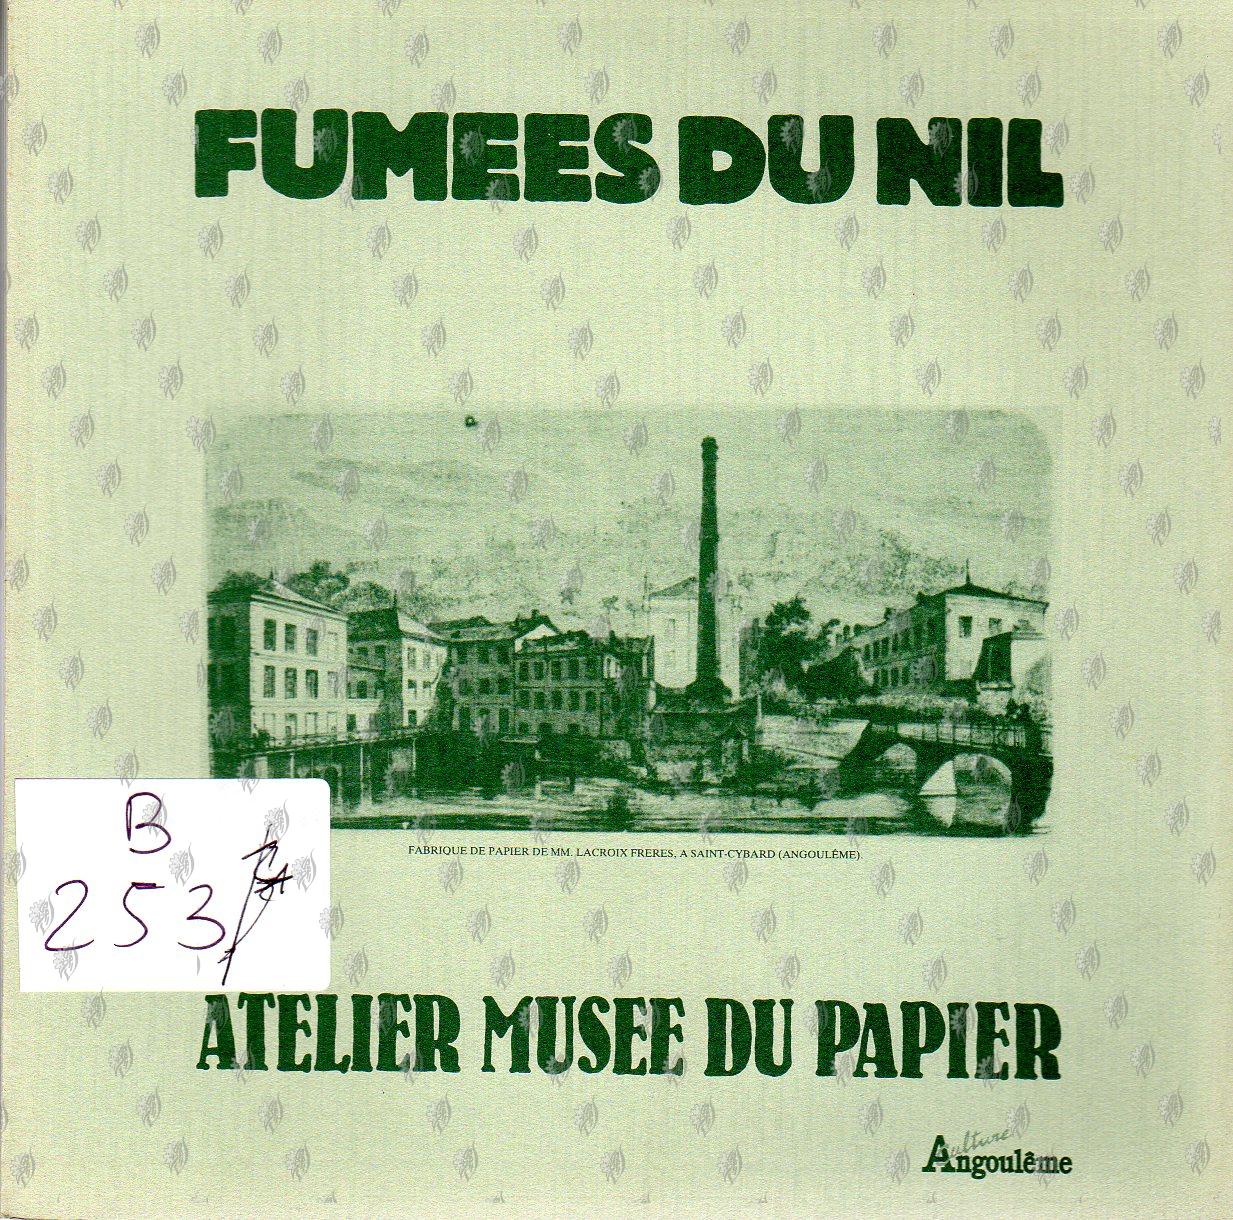 FUMEES DU NIL
FABRIQUE DE PAPIER DE MM. LACROIX FRERES, A SAINT-CYBARD (ANGOULÊME).
B
253
ATELIER MUSEE DU PAPIER
culture
Angoulême